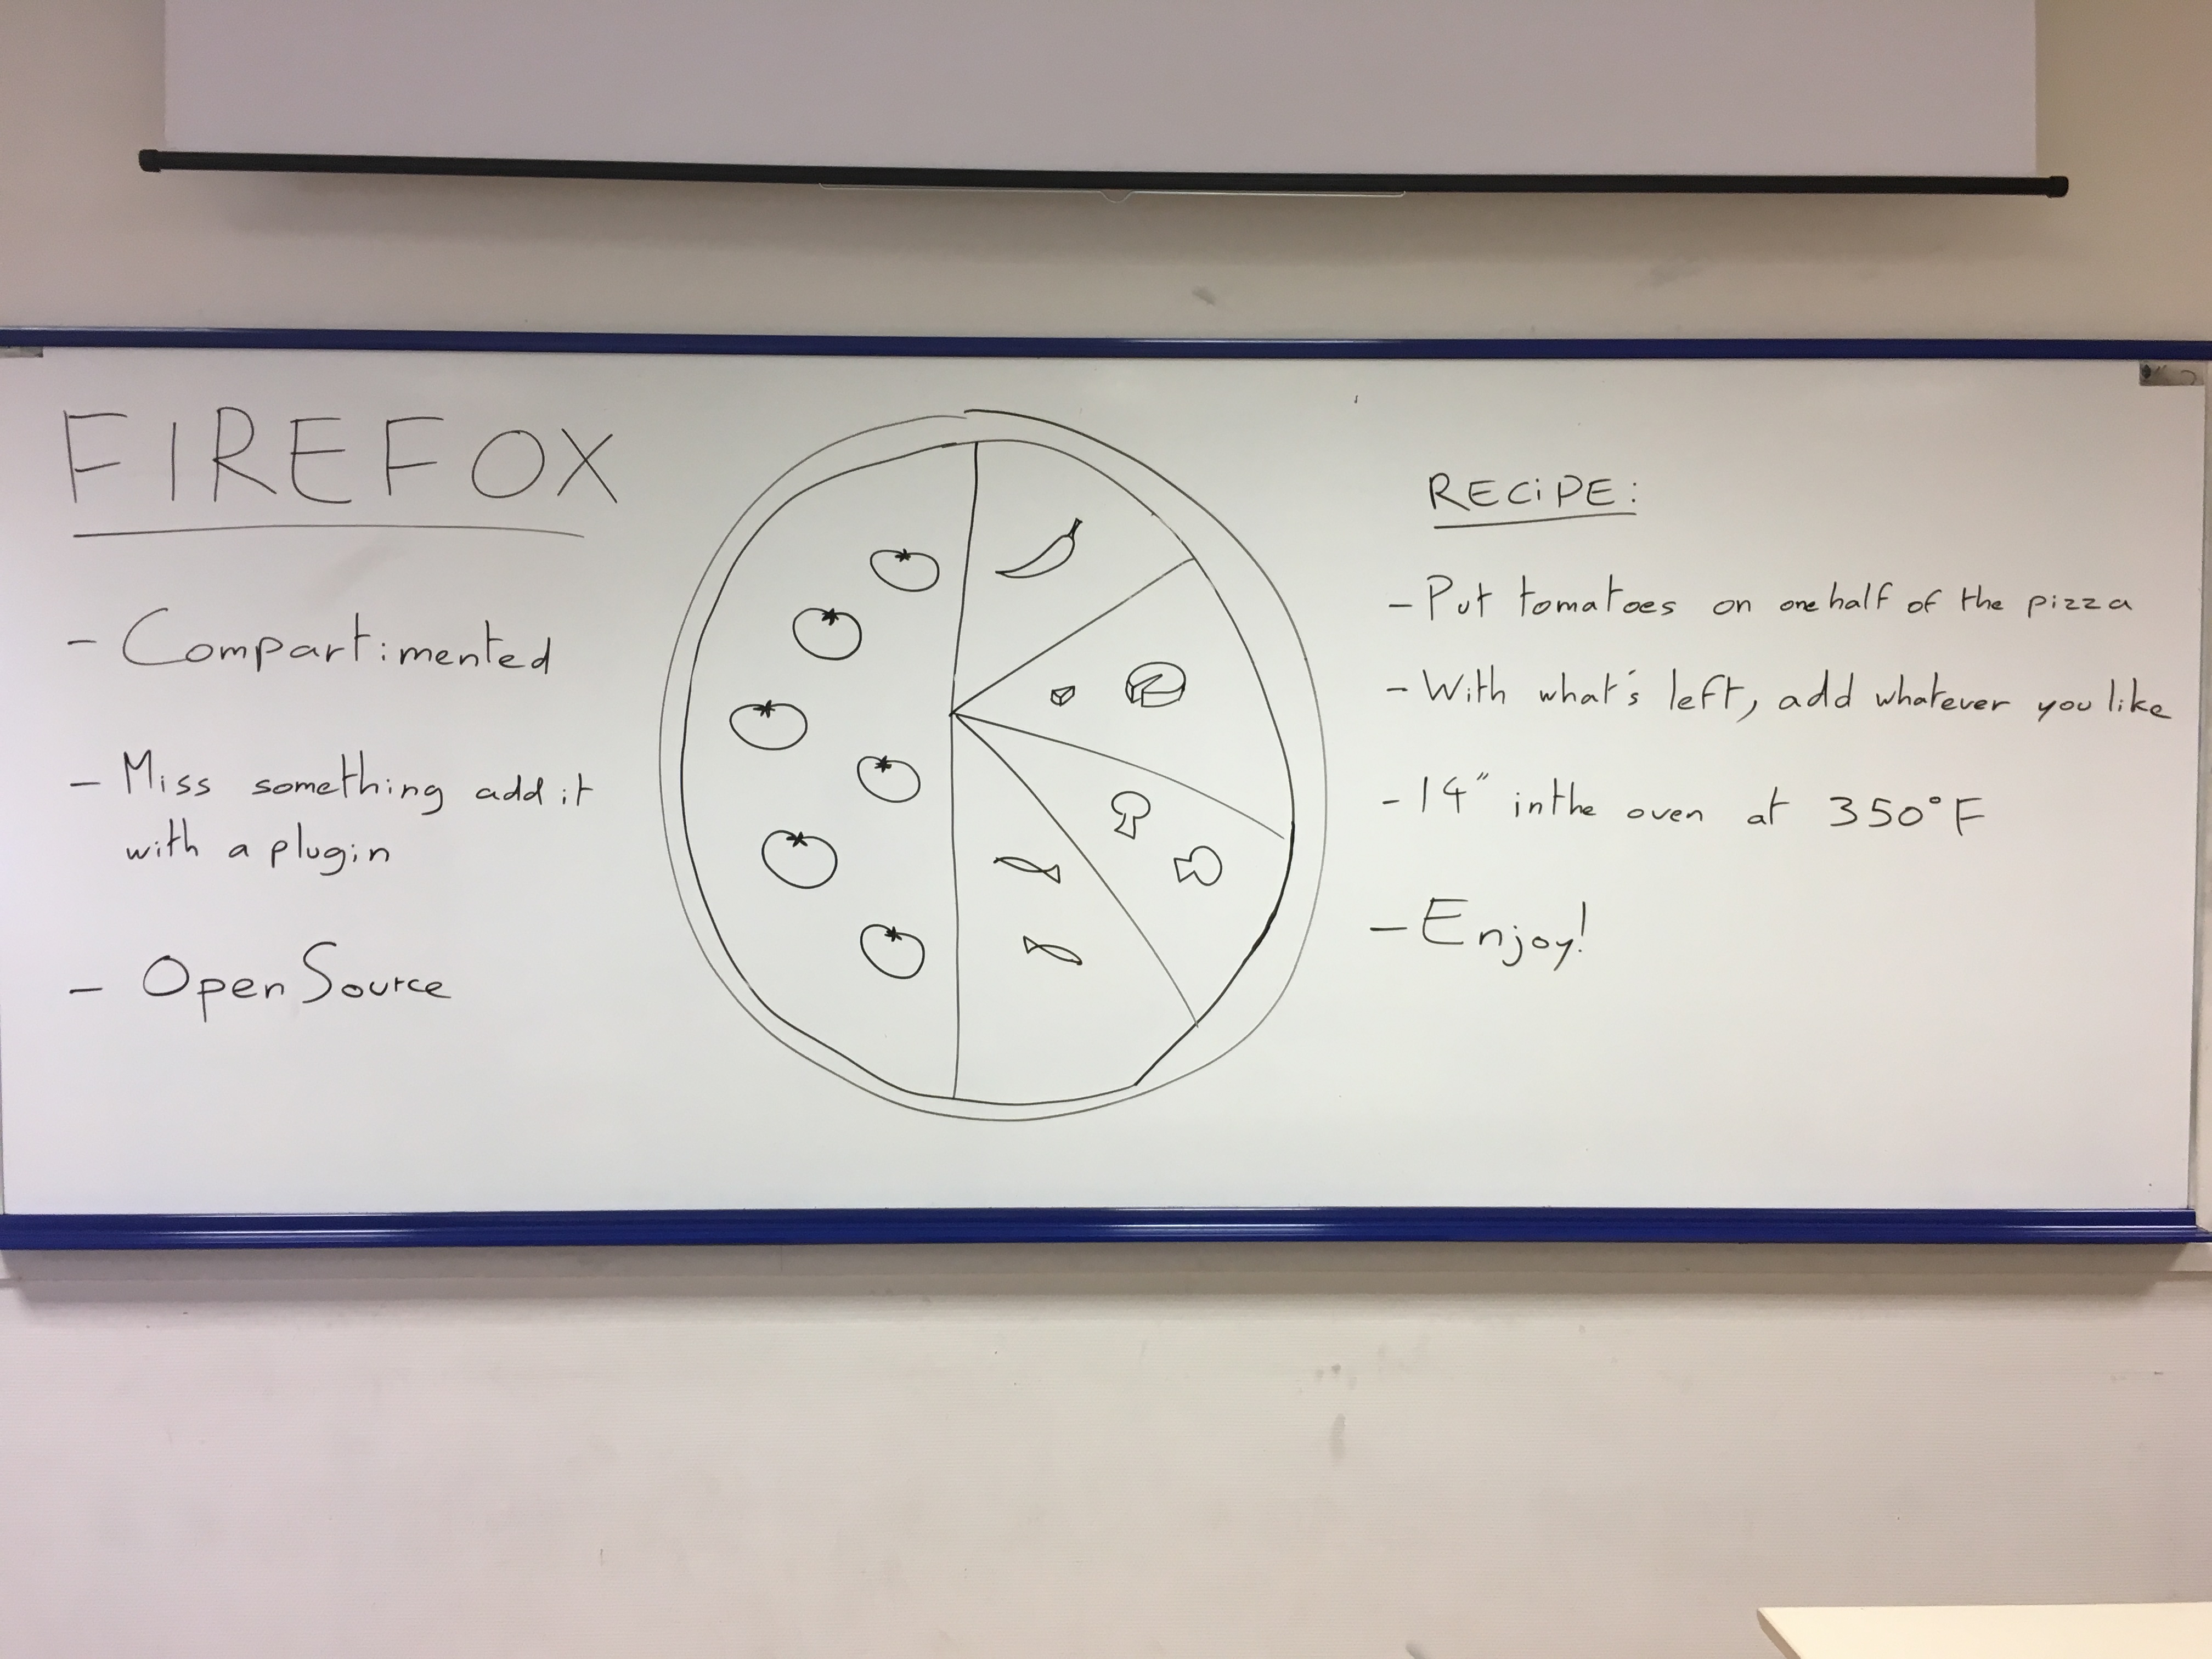 FIREFOX
- Compartimented
- Miss something add it
with a plugin
- Open Source
RECiPE:
- Put tomatoes on one half of the pizza
- With what's left, add whatever you like
- 14" in the oven at 350°F
- Enjoy!